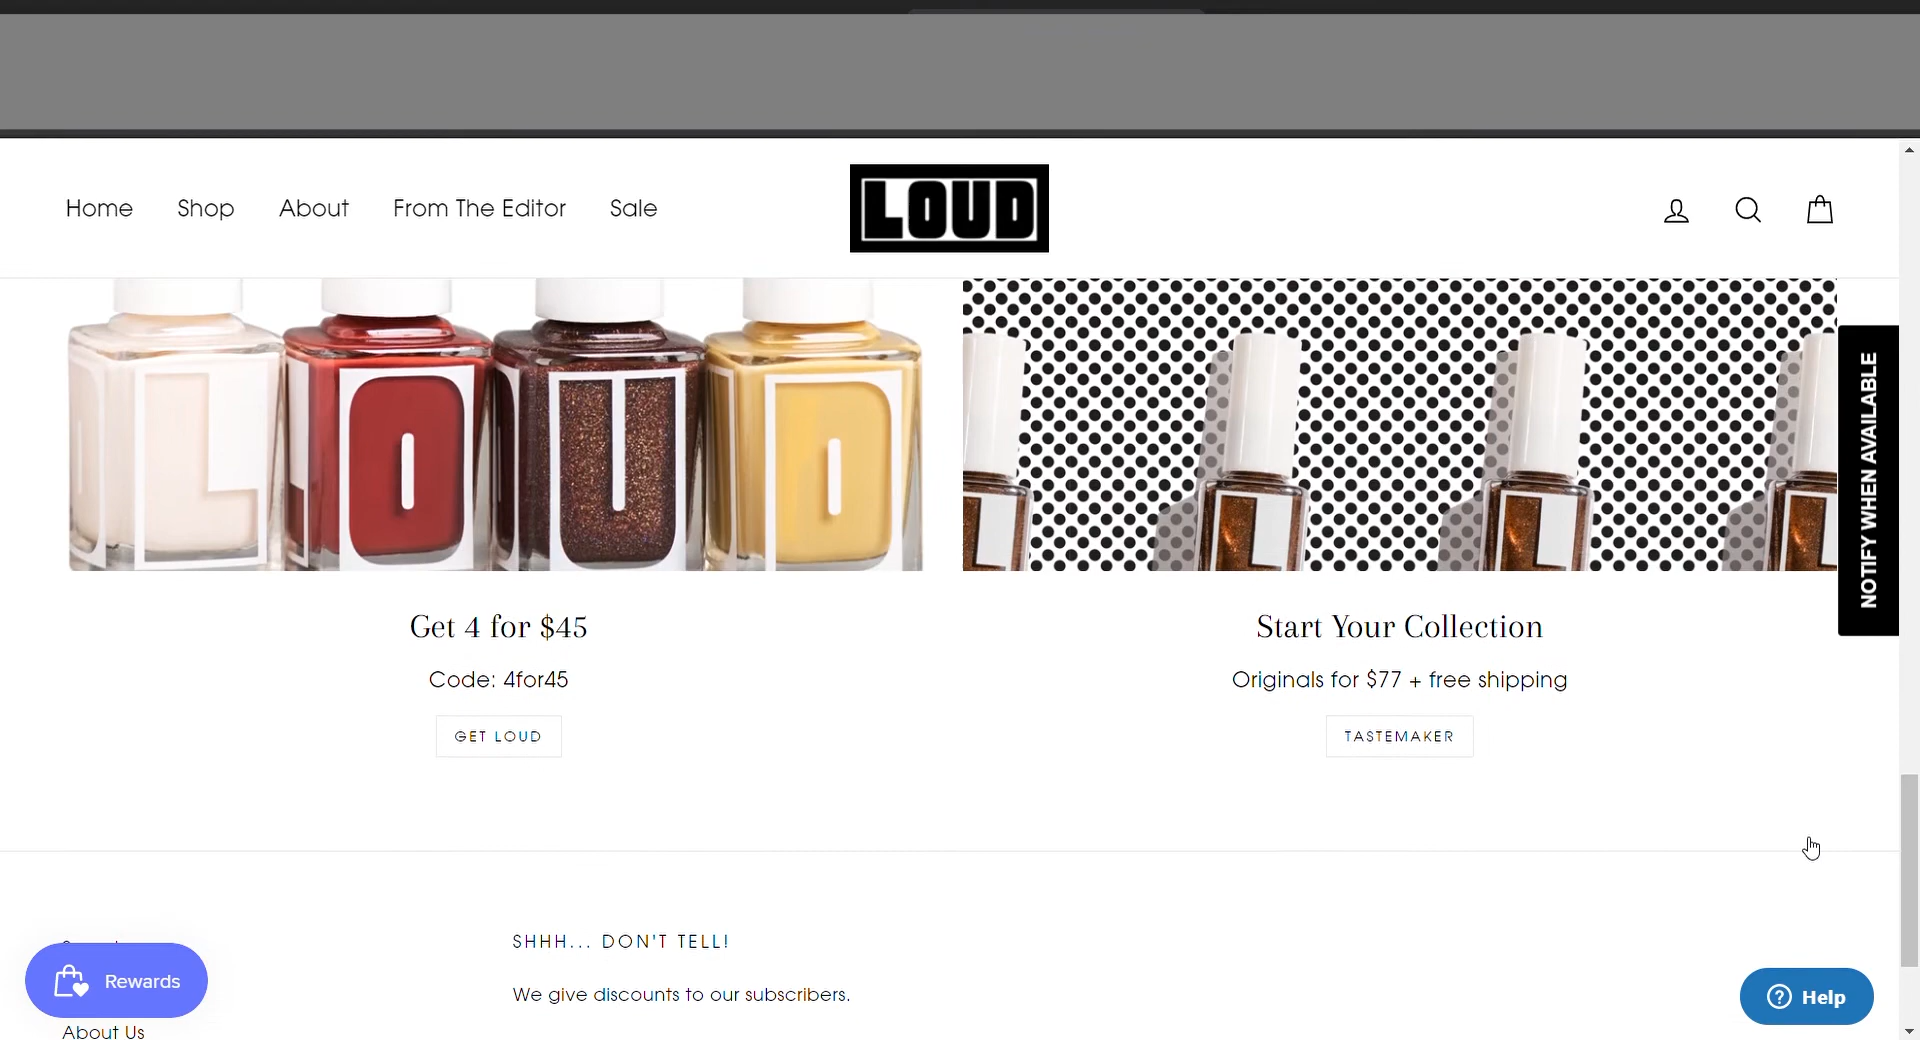 Home Shop About From The Editor Sale
LOUD
L O U D
NOTIFY WHEN AVAILABLE
Get 4 for $45
Code: 4for45
GET LOUD
Start Your Collection
Originals for $77 + free shipping
TASTEMAKER
SHHH... DON'T TELL!
We give discounts to our subscribers.
Rewards
About Us
Help